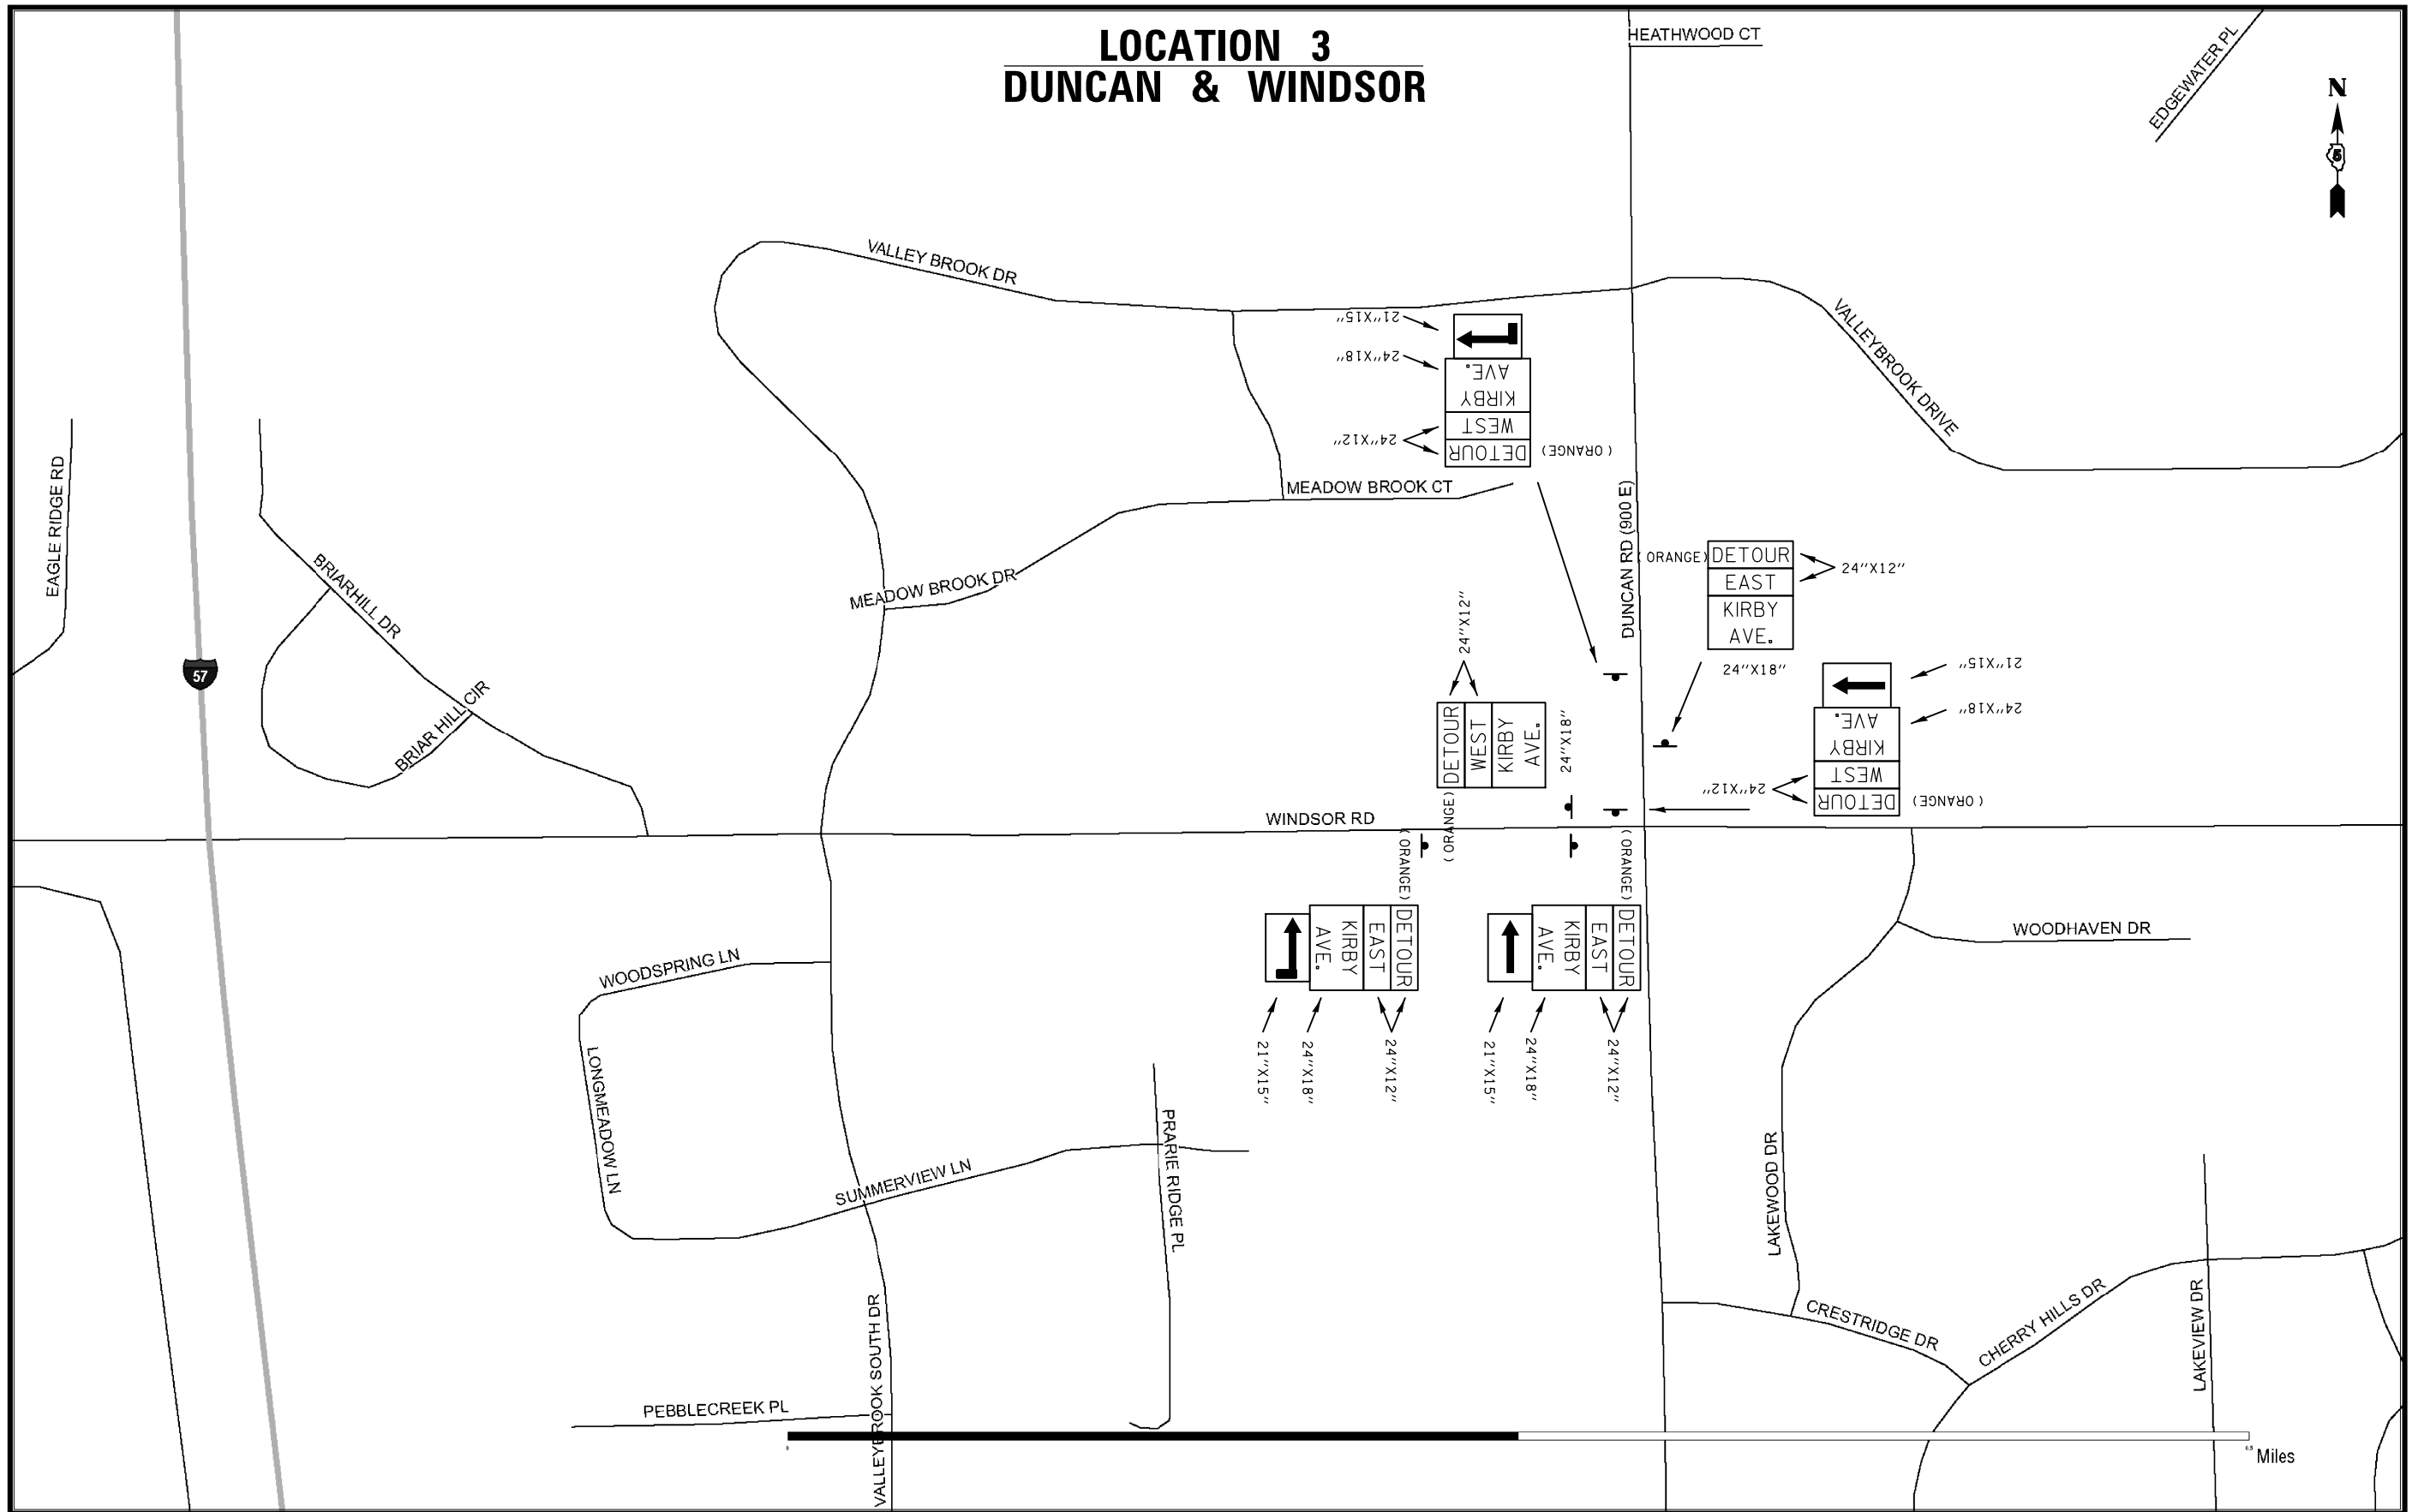 LOCATION 3
DUNCAN & WINDSOR
HEATHWOOD CT
EDGEWATER PL
N
5
VALLEY BROOK DR
VALLEYBROOK DRIVE
21"X15"
24"X18"
24"X12"
DETOUR
WEST
KIRBY
AVE.
(ORANGE)
MEADOW BROOK CT
MEADOW BROOK DR
EAGLE RIDGE RD
BRIARHILL DR
BRIAR HILL CIR
57
DUNCAN RD (900 E)
(ORANGE)
DETOUR
EAST
KIRBY
AVE.
24"X12"
24"X18"
24"X12"
DETOUR
WEST
KIRBY
AVE.
24"X18"
(ORANGE)
21"X15"
24"X18"
24"X12"
DETOUR
WEST
KIRBY
AVE.
(ORANGE)
WINDSOR RD
(ORANGE)
DETOUR
EAST
KIRBY
AVE.
21"X15"
24"X18"
24"X12"
(ORANGE)
DETOUR
EAST
KIRBY
AVE.
21"X15"
24"X18"
24"X12"
WOODHAVEN DR
WOODSPRING LN
LONGMEADOW LN
SUMMERVIEW LN
PRARIE RIDGE PL
LAKEWOOD DR
CRESTRIDGE DR
CHERRY HILLS DR
LAKEVIEW DR
PEBBLECREEK PL
VALLEYBROOK SOUTH DR
0.5
Miles